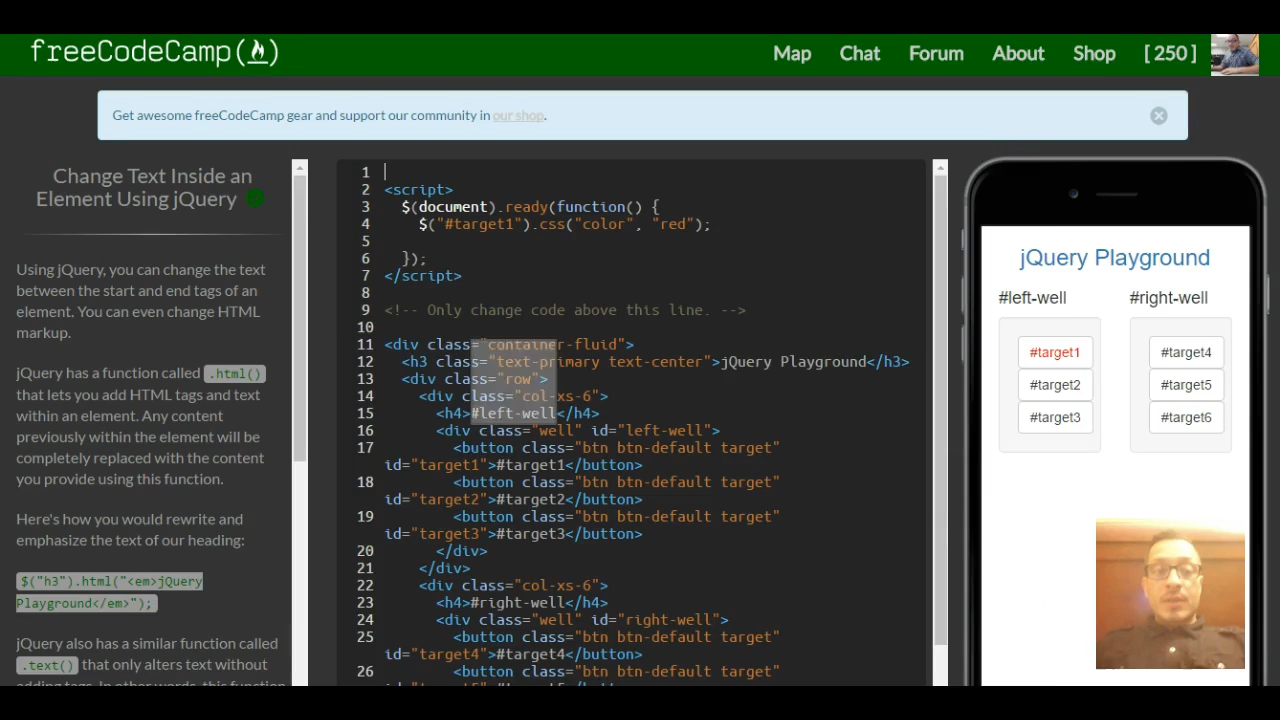 freeCodeCamp
Map
Chat
Forum
About
Shop
[ 250 ]
Get awesome freeCodeCamp gear and support our community in our shop.
Change Text Inside an
Element Using jQuery
Using jQuery, you can change the text
between the start and end tags of an
element. You can even change HTML
markup.
jQuery has a function called .html()
that lets you add HTML tags and text
within an element. Any content
previously within the element will be
completely replaced with the content
you provide using this function.
Here's how you would rewrite and
emphasize the text of our heading:
$("h3").html("<em>jQuery
Playground</em>");
jQuery also has a similar function called
.text() that only alters text without
adding tags. In other words, this function
1
2 <script>
3 $(document).ready(function() {
4 $("#target1").css("color", "red");
5
6 });
7 </script>
8
9 <!-- Only change code above this line. -->
10
11 <div class="container-fluid">
12 <h3 class="text-primary text-center">jQuery Playground</h3>
13 <div class="row">
14 <div class="col-xs-6">
15 <h4>#left-well</h4>
16 <div class="well" id="left-well">
17 <button class="btn btn-default target"
id="target1">#target1</button>
18 <button class="btn btn-default target"
id="target2">#target2</button>
19 <button class="btn btn-default target"
id="target3">#target3</button>
20 </div>
21 </div>
22 <div class="col-xs-6">
23 <h4>#right-well</h4>
24 <div class="well" id="right-well">
25 <button class="btn btn-default target"
id="target4">#target4</button>
26 <button class="btn btn-default target"
jQuery Playground
#left-well
#target1
#target2
#target3
#right-well
#target4
#target5
#target6